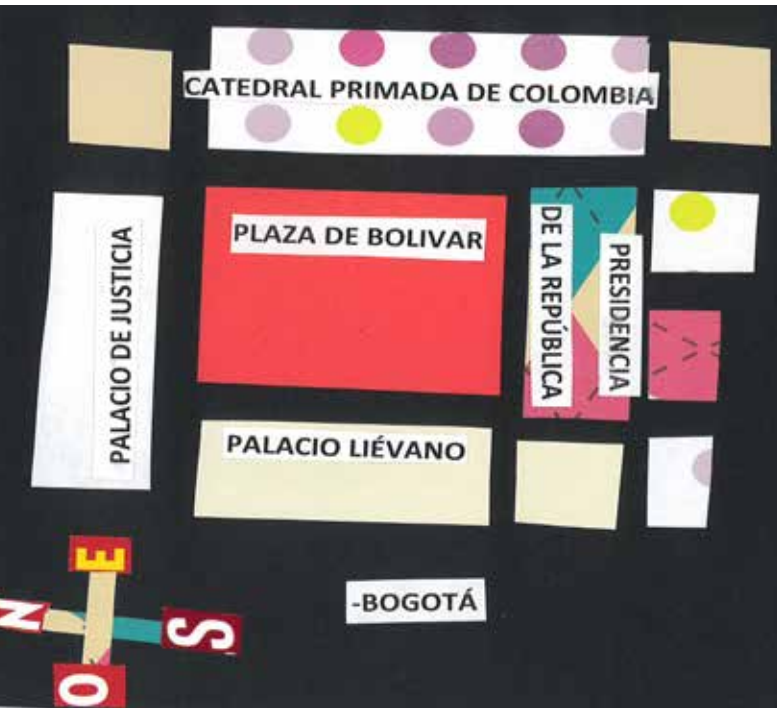 CATEDRAL PRIMADA DE COLOMBIA
PALACIO DE JUSTICIA
PLAZA DE BOLIVAR
PRESIDENCIA
DE LA REPÚBLICA
PALACIO LIÉVANO
-BOGOTÁ
E
N
S
O